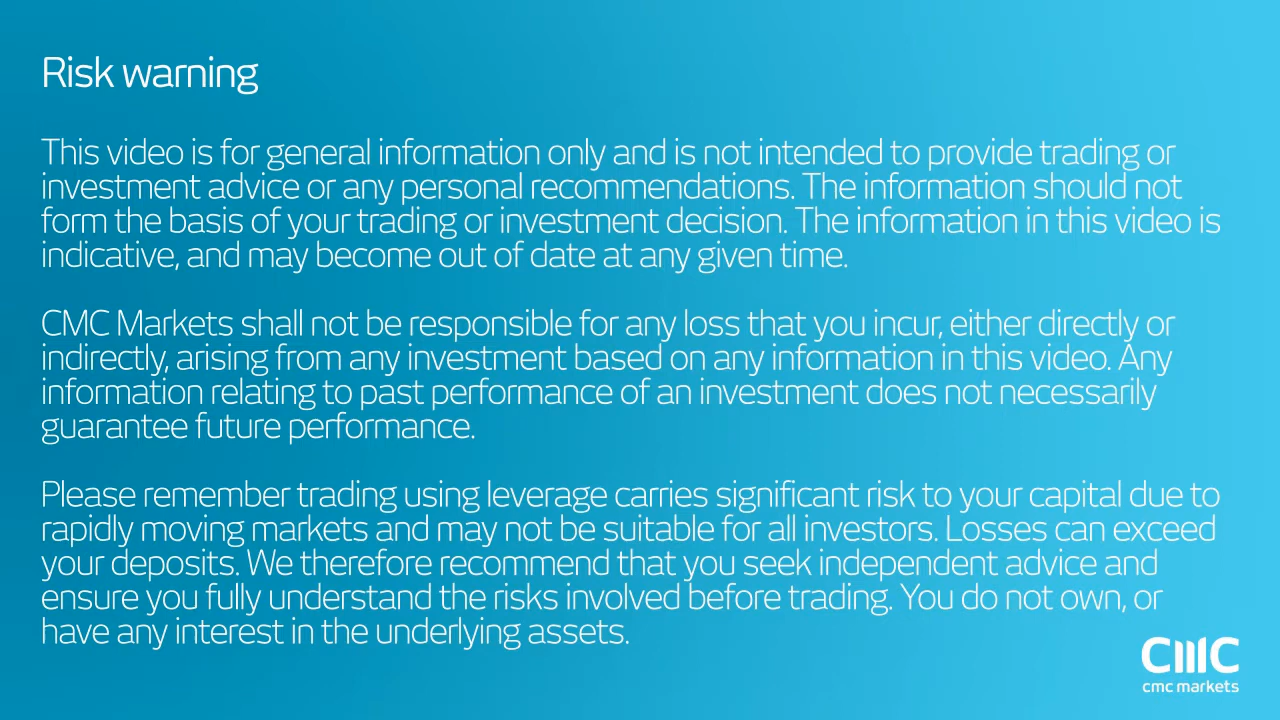 Risk warning
This video is for general information only and is not intended to provide trading or
investment advice or any personal recommendations. The information should not
form the basis of your trading or investment decision. The information in this video is
indicative, and may become out of date at any given time.
CMC Markets shall not be responsible for any loss that you incur, either directly or
indirectly, arising from any investment based on any information in this video. Any
information relating to past performance of an investment does not necessarily
guarantee future performance.
Please remember trading using leverage carries significant risk to your capital due to
rapidly moving markets and may not be suitable for all investors. Losses can exceed
your deposits. We therefore recommend that you seek independent advice and
ensure you fully understand the risks involved before trading. You do not own, or
have any interest in the underlying assets.
CMC
cmc markets